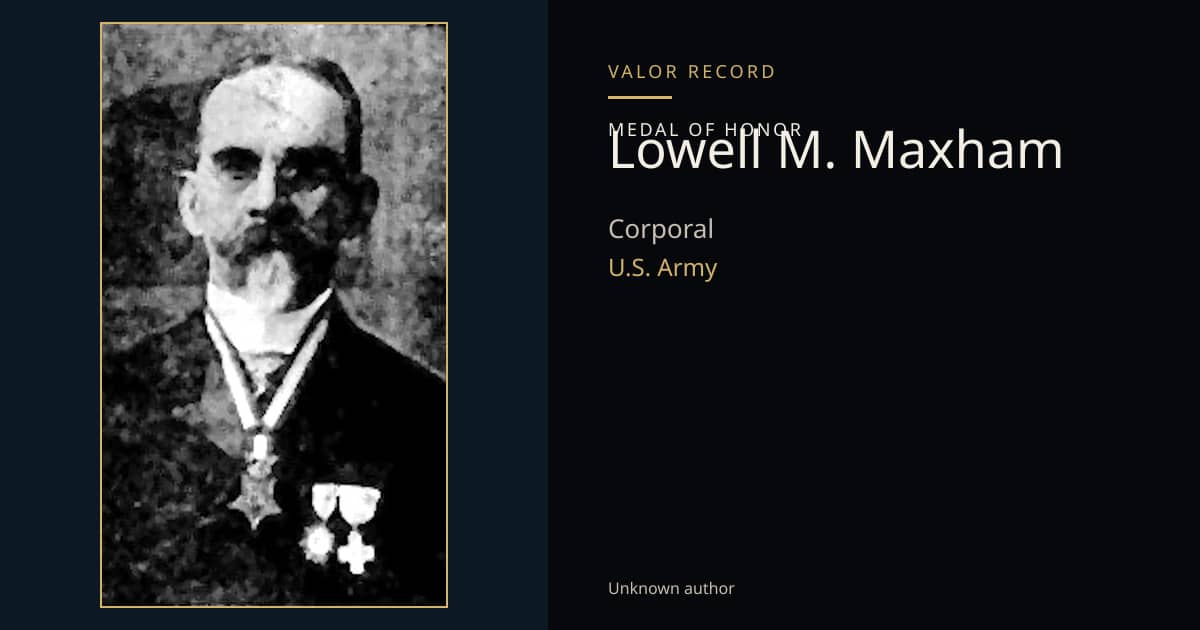 VALOR RECORD
MEDAL OF HONOR
Lowell M. Maxham
Corporal
U.S. Army
Unknown author